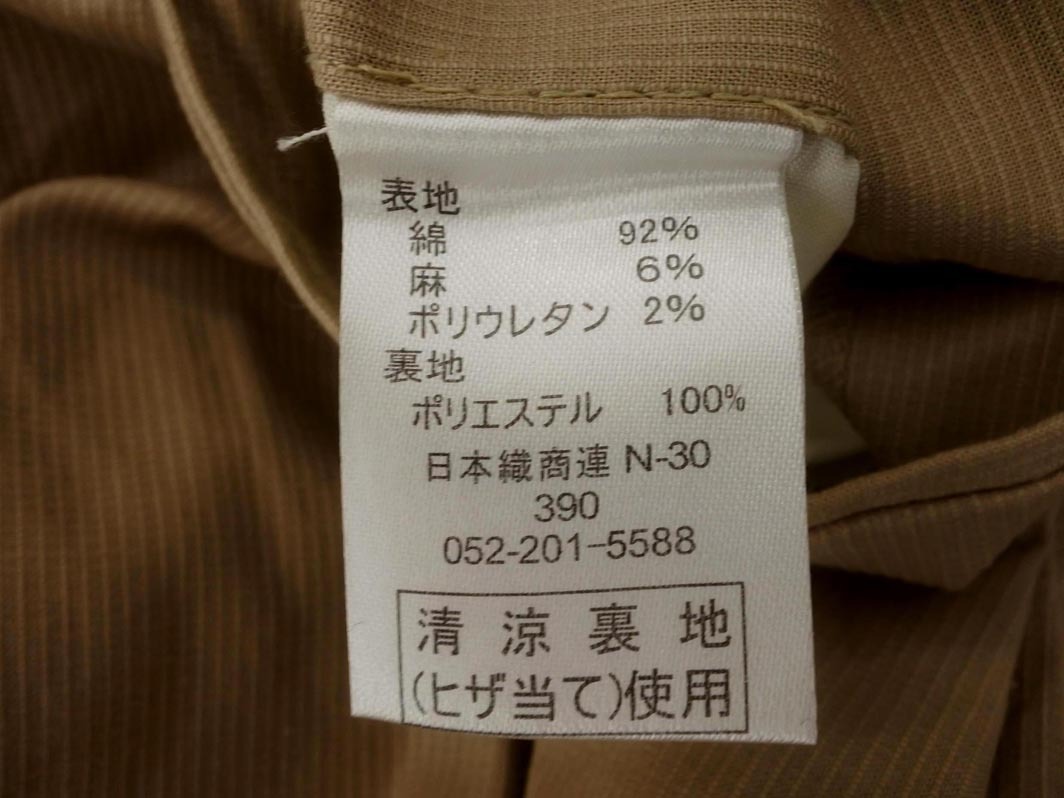 表地
綿 92%
麻 6%
ポリウレタン 2%
裏地
ポリエステル 100%
日本織商連 N-30
390
052-201-5588
清涼裏地
(ヒザ当て)使用